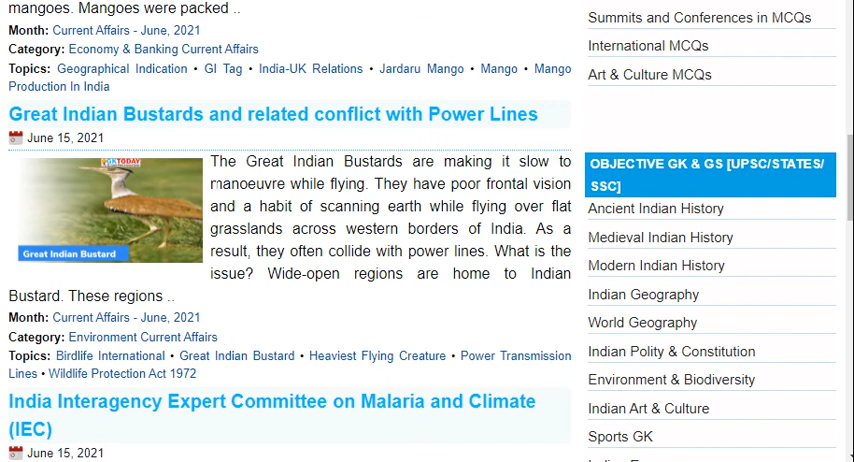 mangoes. Mangoes were packed ..
Month: Current Affairs - June, 2021
Category: Economy & Banking Current Affairs
Topics: Geographical Indication • GI Tag • India-UK Relations • Jardaru Mango • Mango • Mango
Production In India
Great Indian Bustards and related conflict with Power Lines
June 15, 2021
GKTODAY
Great Indian Bustard
The Great Indian Bustards are making it slow to
manoeuvre while flying. They have poor frontal vision
and a habit of scanning earth while flying over flat
grasslands across western borders of India. As a
result, they often collide with power lines. What is the
issue? Wide-open regions are home to Indian
Bustard. These regions ..
Month: Current Affairs - June, 2021
Category: Environment Current Affairs
Topics: Birdlife International • Great Indian Bustard • Heaviest Flying Creature • Power Transmission
Lines • Wildlife Protection Act 1972
India Interagency Expert Committee on Malaria and Climate
(IEC)
June 15, 2021
Summits and Conferences in MCQs
International MCQs
Art & Culture MCQs
OBJECTIVE GK & GS [UPSC/STATES/
SSC]
Ancient Indian History
Medieval Indian History
Modern Indian History
Indian Geography
World Geography
Indian Polity & Constitution
Environment & Biodiversity
Indian Art & Culture
Sports GK